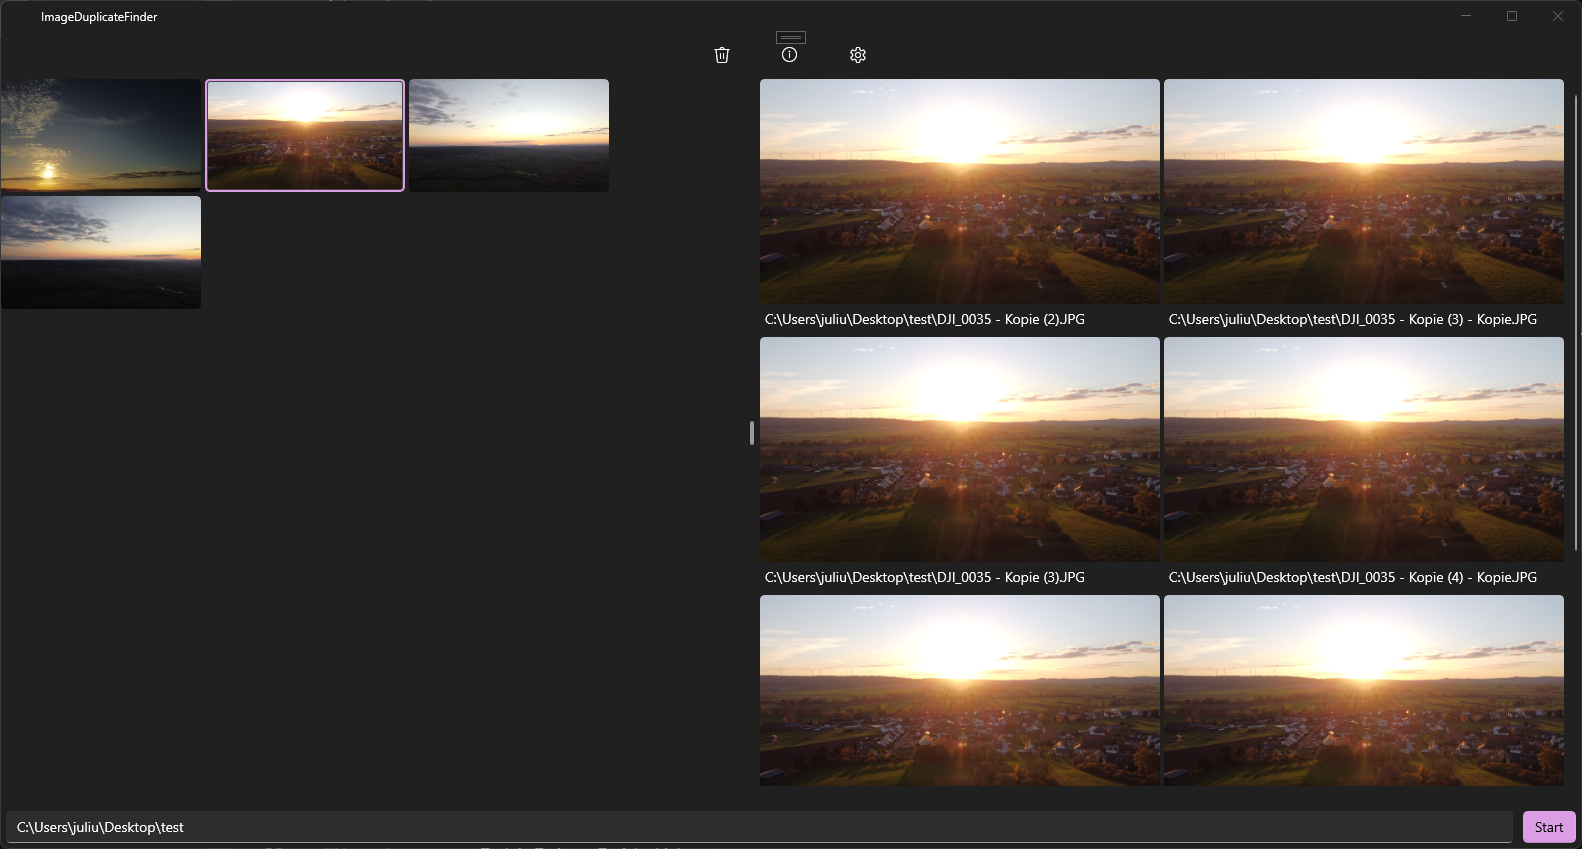 ImageDuplicateFinder
C:\Users\juliu\Desktop\test\DJI_0035 - Kopie (2).JPG
C:\Users\juliu\Desktop\test\DJI_0035 - Kopie (3) - Kopie.JPG
C:\Users\juliu\Desktop\test\DJI_0035 - Kopie (3).JPG
C:\Users\juliu\Desktop\test\DJI_0035 - Kopie (4) - Kopie.JPG
C:\Users\juliu\Desktop\test
Start